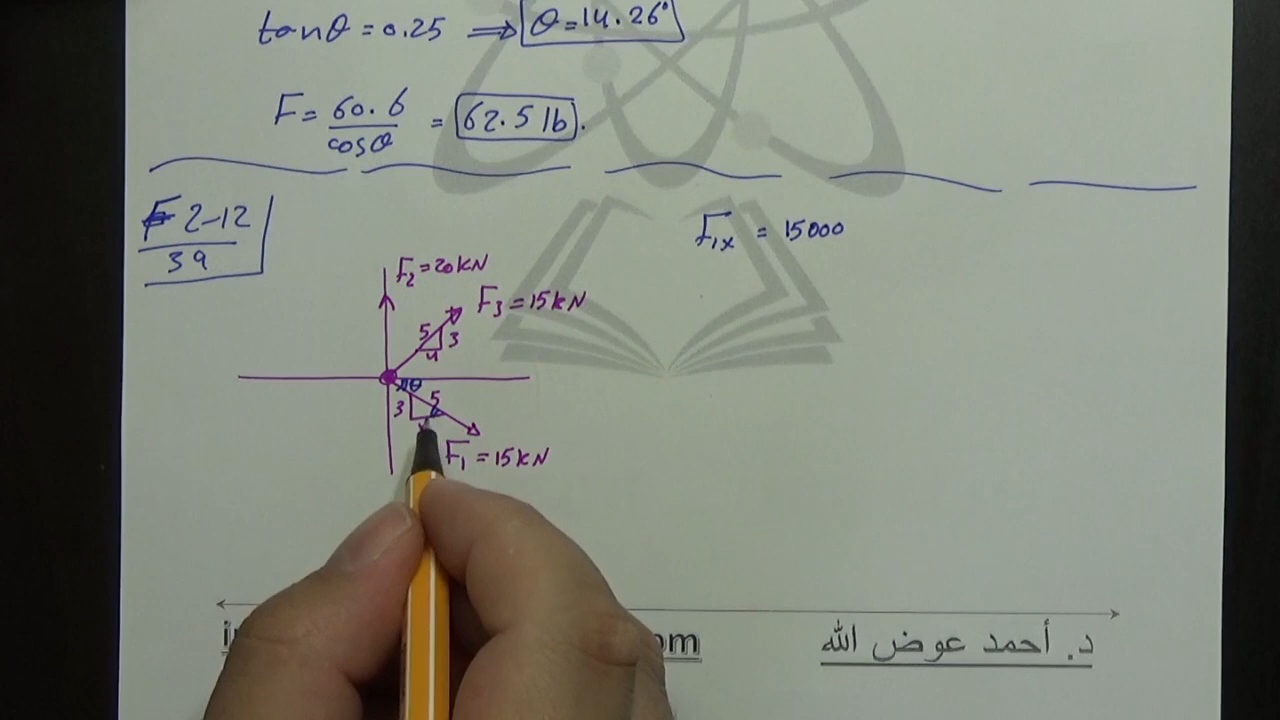 tanθ = 0.25 ⟹ θ = 14.26°
F = 60.6 / cosθ = 62.5 lb.
F 2-12
39
F1x = 15000
F2 = 20 kN
F3 = 15 kN
5
3
4
θ
5
3
F1 = 15 kN
د. أحمد عوض الله